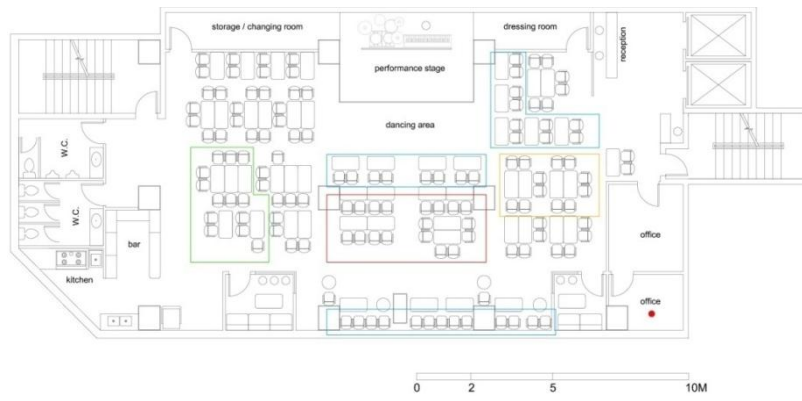 storage / changing room
dressing room
reception
performance stage
dancing area
W.C.
W.C.
bar
kitchen
office
office
0 2 5 10M